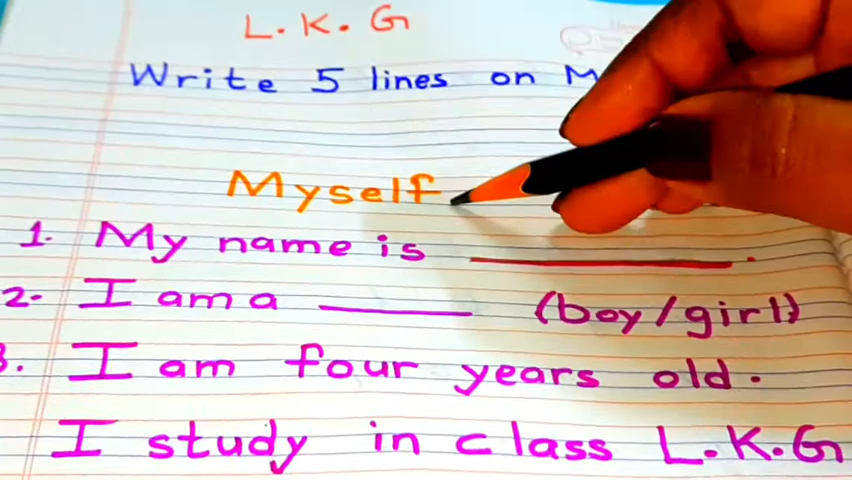 L.K.G
Write 5 lines on
Myself
1. My name is ________.
2- I am a ______ (boy/girl)
3. I am four years old.
I study in class L.K.G